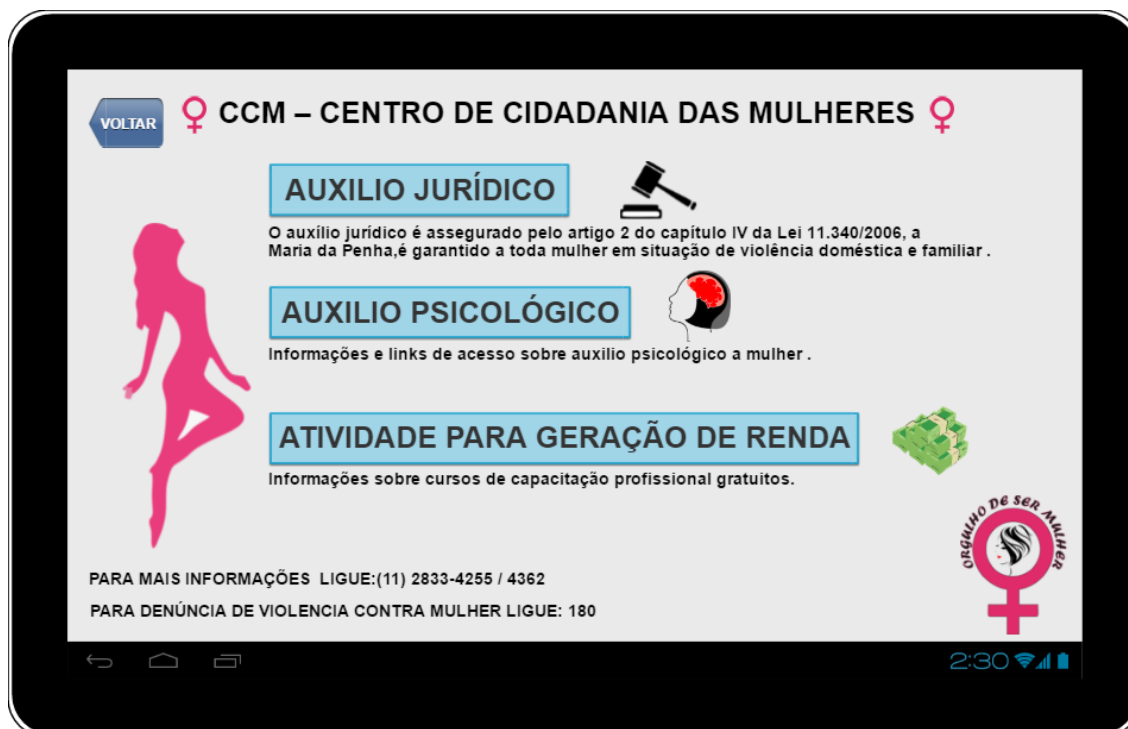 VOLTAR
CCM – CENTRO DE CIDADANIA DAS MULHERES
AUXILIO JURÍDICO
O auxílio jurídico é assegurado pelo artigo 2 do capítulo IV da Lei 11.340/2006, a
Maria da Penha,é garantido a toda mulher em situação de violência doméstica e familiar .
AUXILIO PSICOLÓGICO
Informações e links de acesso sobre auxilio psicológico a mulher .
ATIVIDADE PARA GERAÇÃO DE RENDA
Informações sobre cursos de capacitação profissional gratuitos.
ORGULHO DE SER MULHER
PARA MAIS INFORMAÇÕES LIGUE:(11) 2833-4255 / 4362
PARA DENÚNCIA DE VIOLENCIA CONTRA MULHER LIGUE: 180
2:30